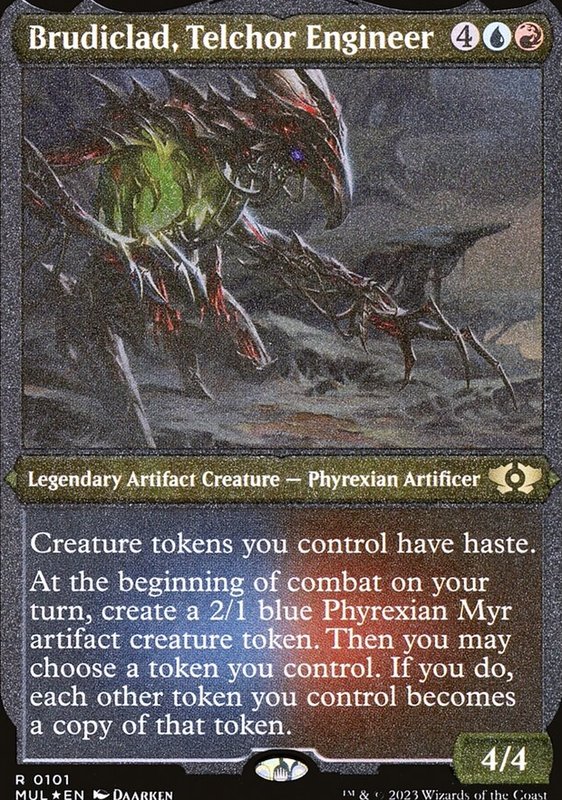 Brudiclad, Telchor Engineer 4
Legendary Artifact Creature — Phyrexian Artificer
Creature tokens you control have haste.
At the beginning of combat on your
turn, create a 2/1 blue Phyrexian Myr
artifact creature token. Then you may
choose a token you control. If you do,
each other token you control becomes
a copy of that token.
4/4
R 0101
MUL★EN Daarken
™ & © 2023 Wizards of the Coast